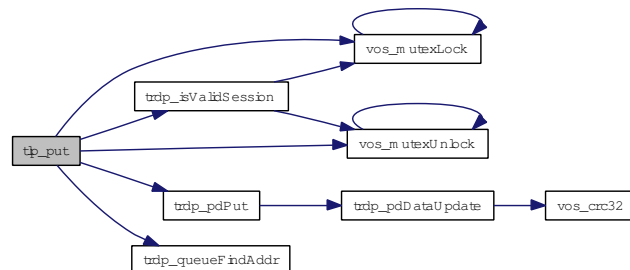 vos_mutexLock
trdp_isValidSession
tlp_put
vos_mutexUnlock
trdp_pdPut
trdp_pdDataUpdate
vos_crc32
trdp_queueFindAddr